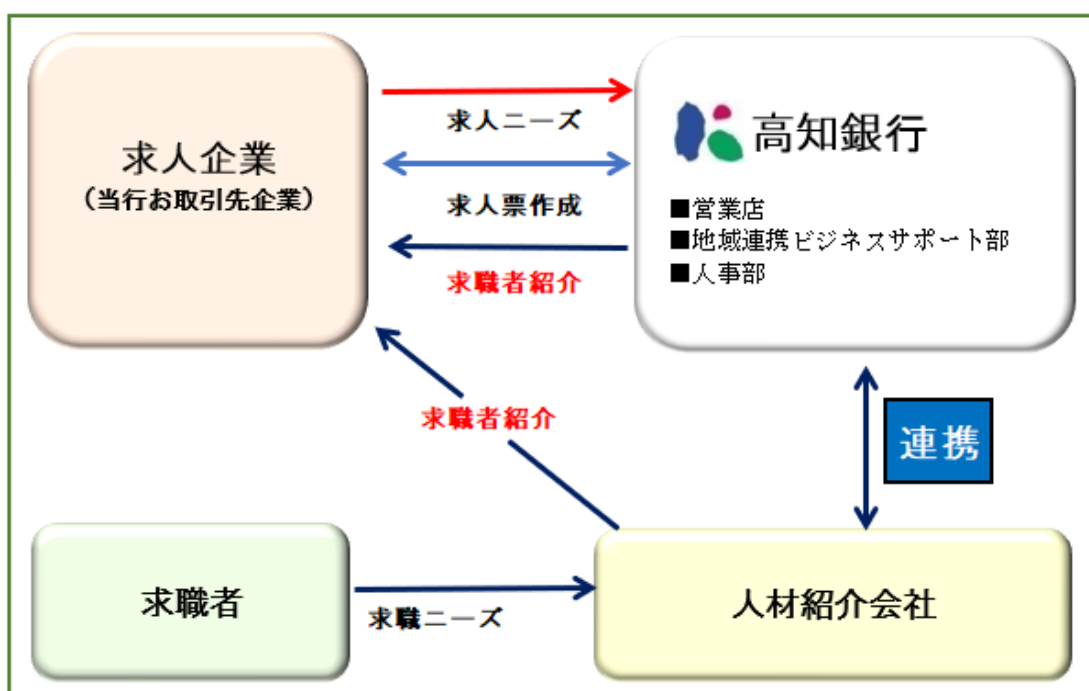 求人企業
（当行お取引先企業）
求人ニーズ
求人票作成
求職者紹介
高知銀行
■営業店
■地域連携ビジネスサポート部
■人事部
求職者紹介
連携
求職者
求職ニーズ
人材紹介会社